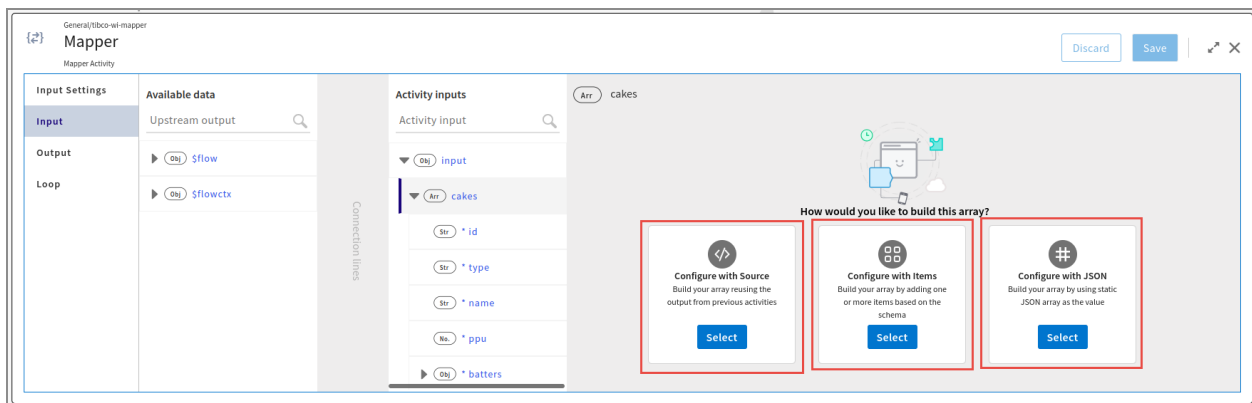 General/tibco-wi-mapper
Mapper
Mapper Activity
Discard
Save
Input Settings
Input
Output
Loop
Available data
Upstream output
Obj $flow
Obj $flowctx
Connection lines
Activity inputs
Activity input
Obj input
Arr cakes
Str * id
Str * type
Str * name
No. * ppu
Obj * batters
Arr cakes
How would you like to build this array?
Configure with Source
Build your array reusing the
output from previous activities
Select
Configure with Items
Build your array by adding one
or more items based on the
schema
Select
Configure with JSON
Build your array by using static
JSON array as the value
Select